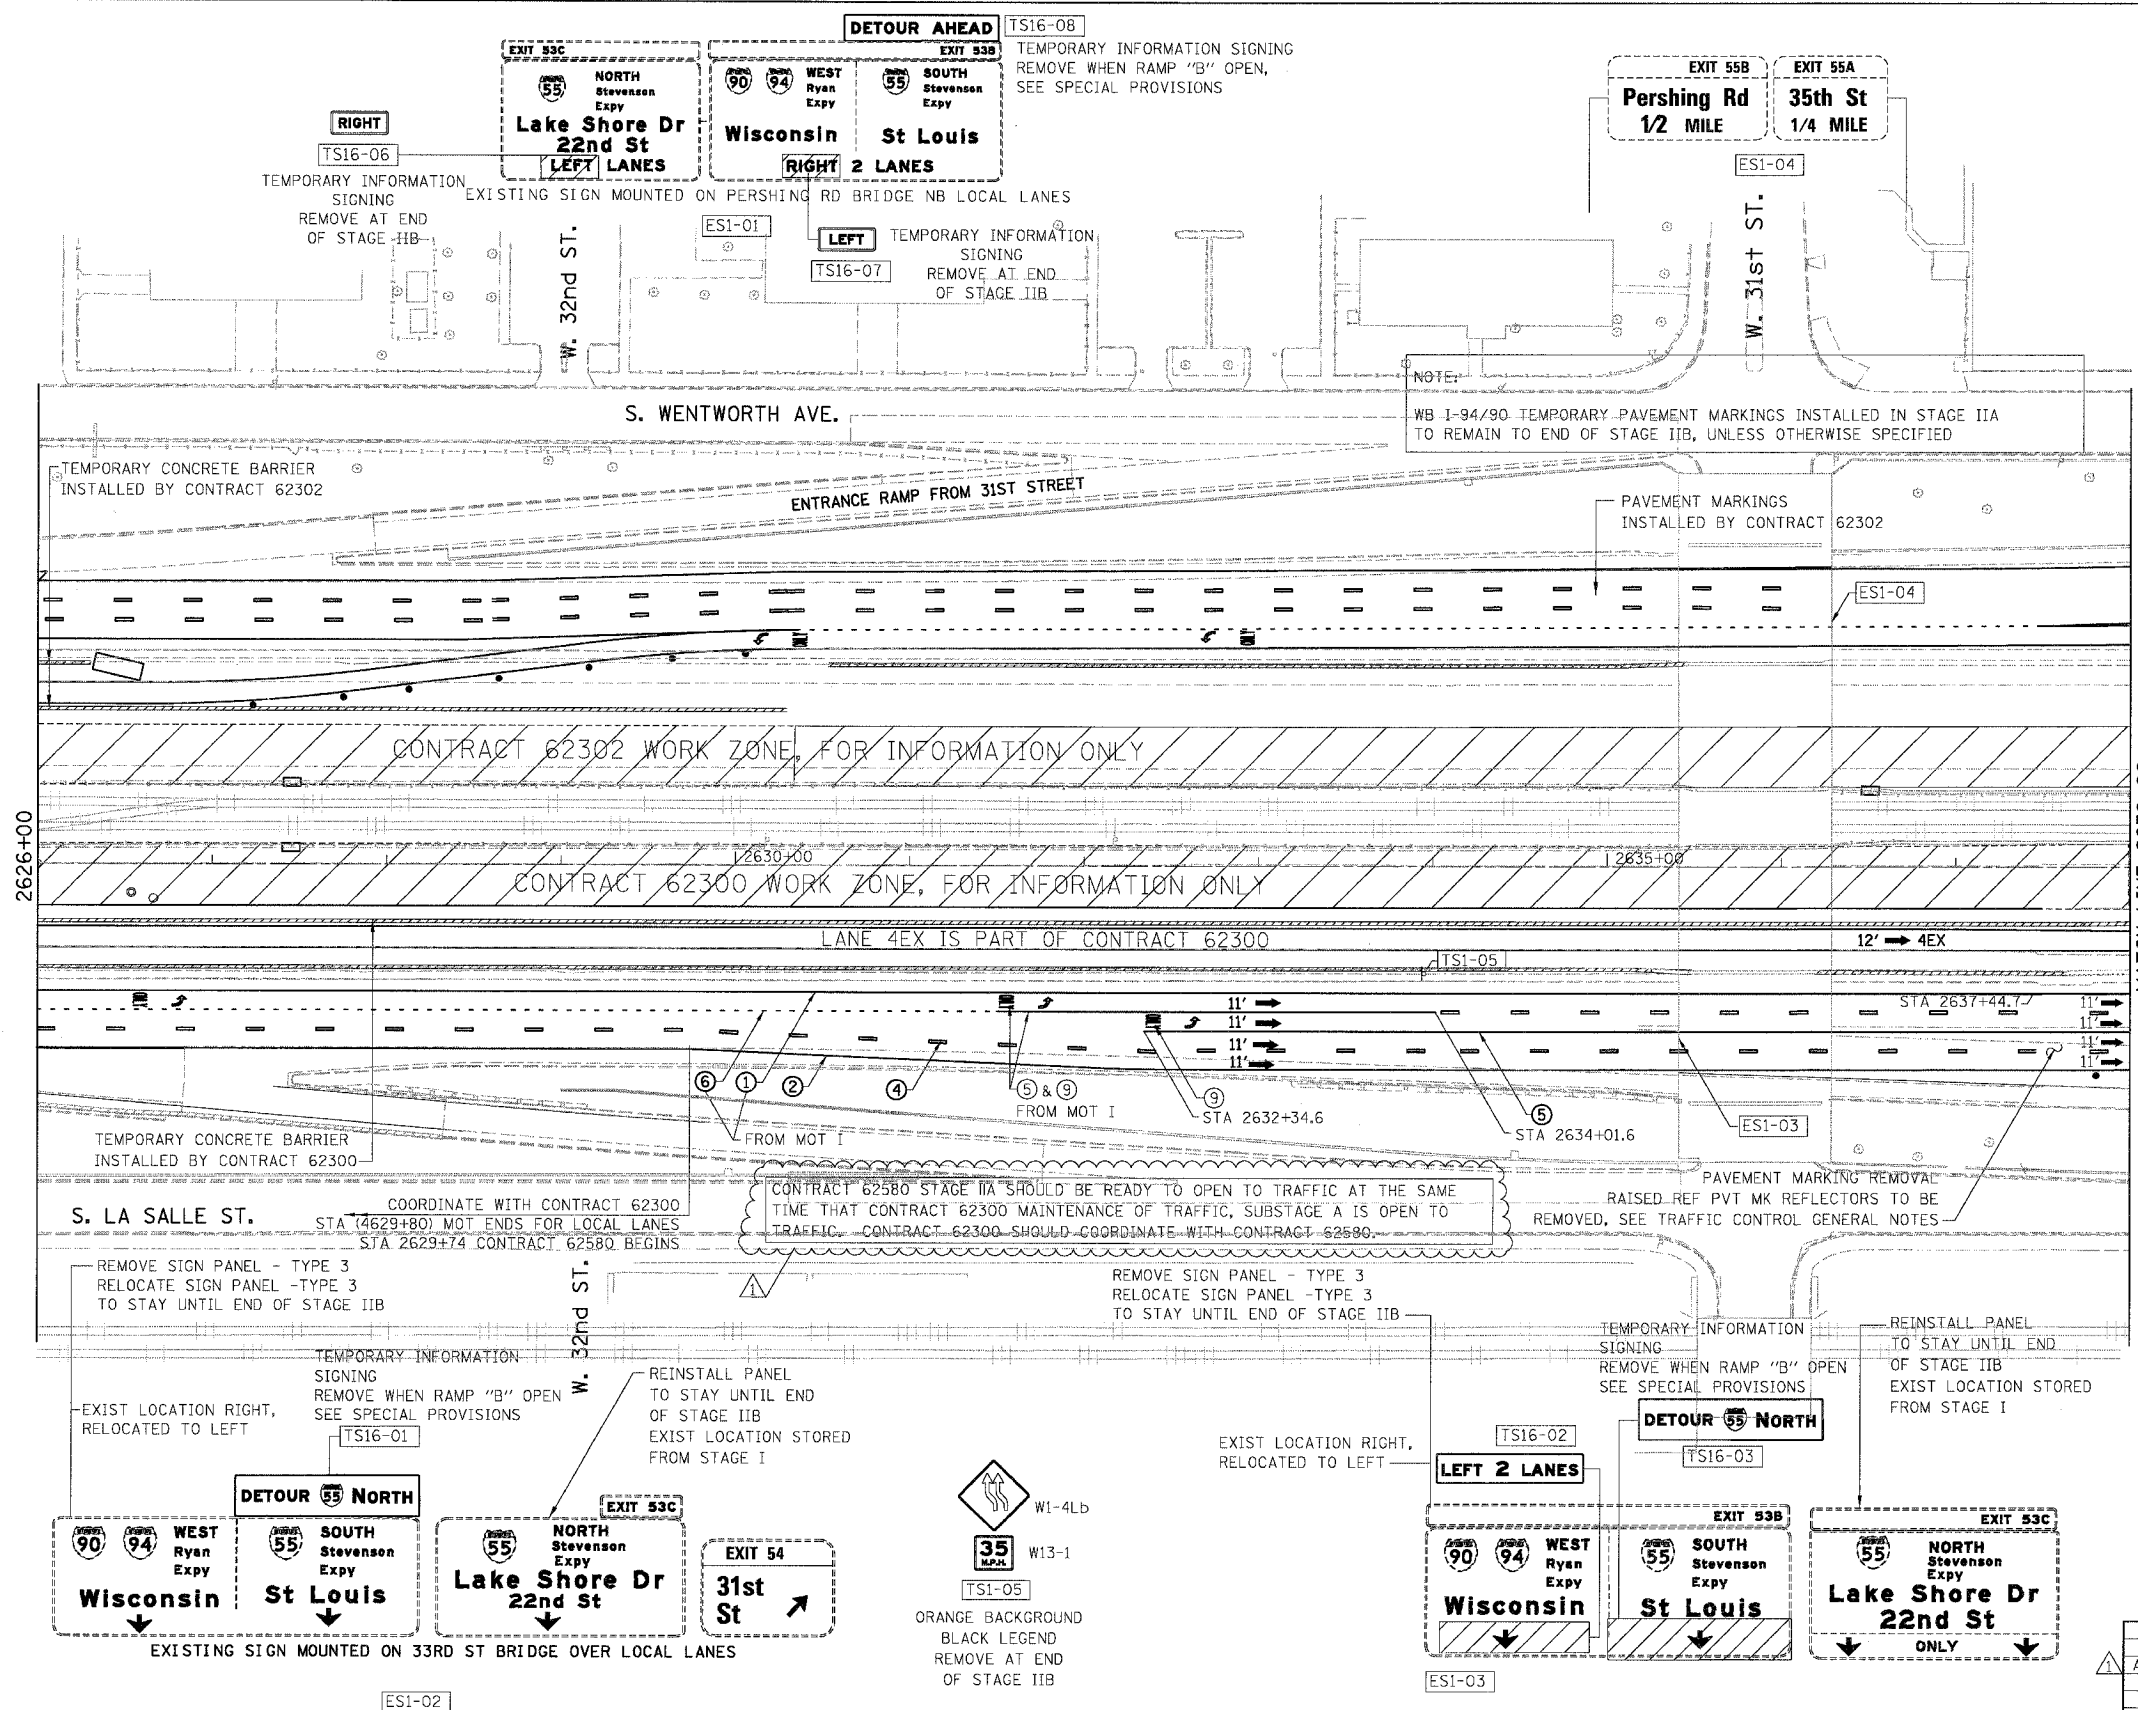 DETOUR AHEAD
TS16-08
TEMPORARY INFORMATION SIGNING
REMOVE WHEN RAMP "B" OPEN,
SEE SPECIAL PROVISIONS
EXIT 53C
55
NORTH
Stevenson
Expy
Lake Shore Dr
22nd St
LEFT LANES
EXIT 53B
90 94 WEST
Ryan
Expy
Wisconsin
55 SOUTH
Stevenson
Expy
St Louis
RIGHT 2 LANES
RIGHT
TS16-06
TEMPORARY INFORMATION
SIGNING
REMOVE AT END
OF STAGE IIB
EXISTING SIGN MOUNTED ON PERSHING RD BRIDGE NB LOCAL LANES
ES1-01
LEFT
TS16-07
TEMPORARY INFORMATION
SIGNING
REMOVE AT END
OF STAGE IIB
EXIT 55B
Pershing Rd
1/2 MILE
EXIT 55A
35th St
1/4 MILE
ES1-04
W. 32nd ST.
W. 31st ST.
NOTE:
WB I-94/90 TEMPORARY PAVEMENT MARKINGS INSTALLED IN STAGE IIA
TO REMAIN TO END OF STAGE IIB, UNLESS OTHERWISE SPECIFIED
S. WENTWORTH AVE.
TEMPORARY CONCRETE BARRIER
INSTALLED BY CONTRACT 62302
ENTRANCE RAMP FROM 31ST STREET
PAVEMENT MARKINGS
INSTALLED BY CONTRACT 62302
ES1-04
CONTRACT 62302 WORK ZONE, FOR INFORMATION ONLY
2626+00
2630+00
2635+00
CONTRACT 62300 WORK ZONE, FOR INFORMATION ONLY
LANE 4EX IS PART OF CONTRACT 62300
12' 4EX
TS1-05
STA 2637+44.7
11'
11'
11'
11'
11'
11'
11'
11'
6
1
2
4
5 & 9
FROM MOT I
9
STA 2632+34.6
5
STA 2634+01.6
ES1-03
FROM MOT I
TEMPORARY CONCRETE BARRIER
INSTALLED BY CONTRACT 62300
COORDINATE WITH CONTRACT 62300
STA (4629+80) MOT ENDS FOR LOCAL LANES
STA 2629+74 CONTRACT 62580 BEGINS
S. LA SALLE ST.
CONTRACT 62580 STAGE IIA SHOULD BE READY TO OPEN TO TRAFFIC AT THE SAME
TIME THAT CONTRACT 62300 MAINTENANCE OF TRAFFIC, SUBSTAGE A IS OPEN TO
TRAFFIC. CONTRACT 62300 SHOULD COORDINATE WITH CONTRACT 62580.
1
PAVEMENT MARKING REMOVAL
RAISED REF PVT MK REFLECTORS TO BE
REMOVED, SEE TRAFFIC CONTROL GENERAL NOTES
REMOVE SIGN PANEL - TYPE 3
RELOCATE SIGN PANEL -TYPE 3
TO STAY UNTIL END OF STAGE IIB
W. 32nd ST.
REMOVE SIGN PANEL - TYPE 3
RELOCATE SIGN PANEL -TYPE 3
TO STAY UNTIL END OF STAGE IIB
TEMPORARY INFORMATION
SIGNING
REMOVE WHEN RAMP "B" OPEN
SEE SPECIAL PROVISIONS
TS16-01
EXIST LOCATION RIGHT,
RELOCATED TO LEFT
REINSTALL PANEL
TO STAY UNTIL END
OF STAGE IIB
EXIST LOCATION STORED
FROM STAGE I
TEMPORARY INFORMATION
SIGNING
REMOVE WHEN RAMP "B" OPEN
SEE SPECIAL PROVISIONS
REINSTALL PANEL
TO STAY UNTIL END
OF STAGE IIB
EXIST LOCATION STORED
FROM STAGE I
DETOUR 55 NORTH
TS16-03
EXIST LOCATION RIGHT,
RELOCATED TO LEFT
TS16-02
LEFT 2 LANES
DETOUR 55 NORTH
90 94 WEST
Ryan
Expy
Wisconsin
55 SOUTH
Stevenson
Expy
St Louis
EXIT 53C
55 NORTH
Stevenson
Expy
Lake Shore Dr
22nd St
EXIT 54
31st
St
EXISTING SIGN MOUNTED ON 33RD ST BRIDGE OVER LOCAL LANES
ES1-02
W1-4Lb
35
M.P.H.
W13-1
TS1-05
ORANGE BACKGROUND
BLACK LEGEND
REMOVE AT END
OF STAGE IIB
EXIT 53B
90 94 WEST
Ryan
Expy
Wisconsin
55 SOUTH
Stevenson
Expy
St Louis
ES1-03
EXIT 53C
55 NORTH
Stevenson
Expy
Lake Shore Dr
22nd St
ONLY
1
A